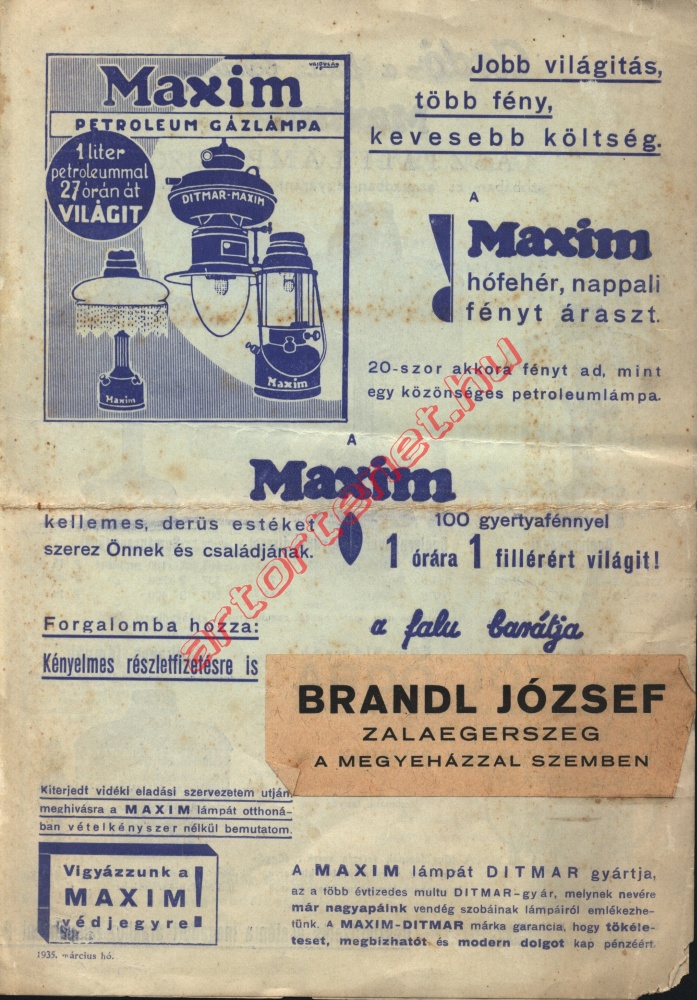 VAJDA
Maxim
PETROLEUM GÁZLÁMPA
1 liter
petroleummal
27 órán át
VILÁGIT
DITMAR-MAXIM
Maxim
Maxim
Jobb világitás,
több fény,
kevesebb költség.
A
Maxim
hófehér, nappali
fényt áraszt.
20-szor akkora fényt ad, mint
egy közönséges petroleumlámpa.
A
Maxim
kellemes, derüs estéket
szerez Önnek és családjának.
100 gyertyafénnyel
1 órára 1 fillérért világit!
Forgalomba hozza:
a falu barátja
Kényelmes részletfizetésre is
BRANDL JÓZSEF
ZALAEGERSZEG
A MEGYEHÁZZAL SZEMBEN
Kiterjedt vidéki eladási szervezetem utján
meghivásra a MAXIM lámpát otthoná-
ban vételkényszer nélkül bemutatom.
Vigyázzunk a
MAXIM
védjegyre!
A MAXIM lámpát DITMAR gyártja,
az a több évtizedes multu DITMAR-gyár, melynek nevére
már nagyapáink vendég szobáinak lámpáiról emlékezhe-
tünk. A MAXIM-DITMAR márka garancia, hogy tökéle-
teset, megbizhatót és modern dolgot kap pénzéért.
1935. március hó.
artortenet.hu